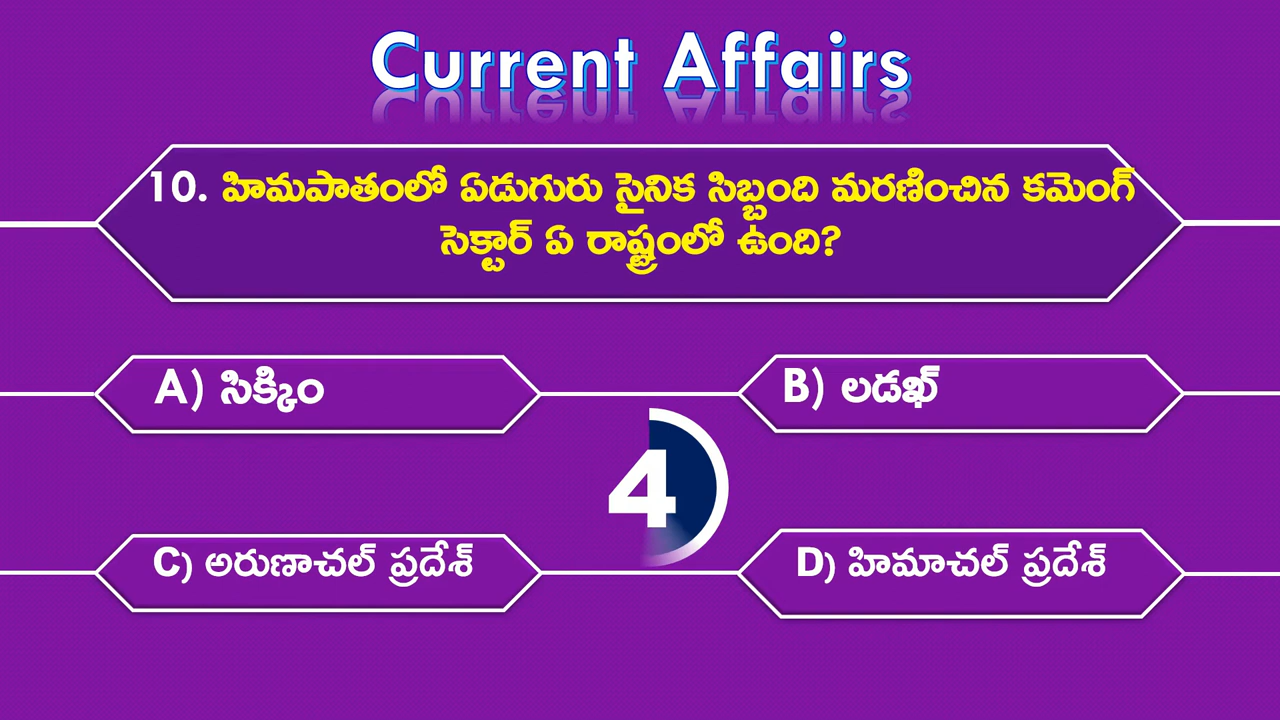 Current Affairs
10. హిమపాతంలో ఏడుగురు సైనిక సిబ్బంది మరణించిన కమెంగ్
సెక్టార్ ఏ రాష్ట్రంలో ఉంది?
A) సిక్కిం
B) లడఖ్
4
C) అరుణాచల్ ప్రదేశ్
D) హిమాచల్ ప్రదేశ్